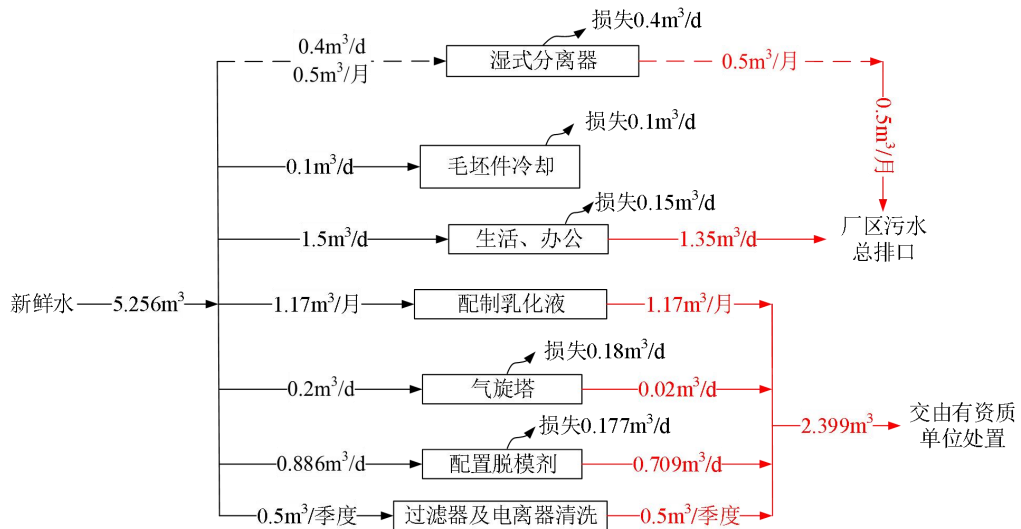 损失0.4m³/d
0.4m³/d
0.5m³/月
湿式分离器
0.5m³/月
0.5m³/月
损失0.1m³/d
0.1m³/d
毛坯件冷却
损失0.15m³/d
1.5m³/d
生活、办公
1.35m³/d
厂区污水
总排口
新鲜水
5.256m³
1.17m³/月
配制乳化液
1.17m³/月
损失0.18m³/d
0.2m³/d
气旋塔
0.02m³/d
损失0.177m³/d
2.399m³
交由有资质
单位处置
0.886m³/d
配置脱模剂
0.709m³/d
0.5m³/季度
过滤器及电离器清洗
0.5m³/季度